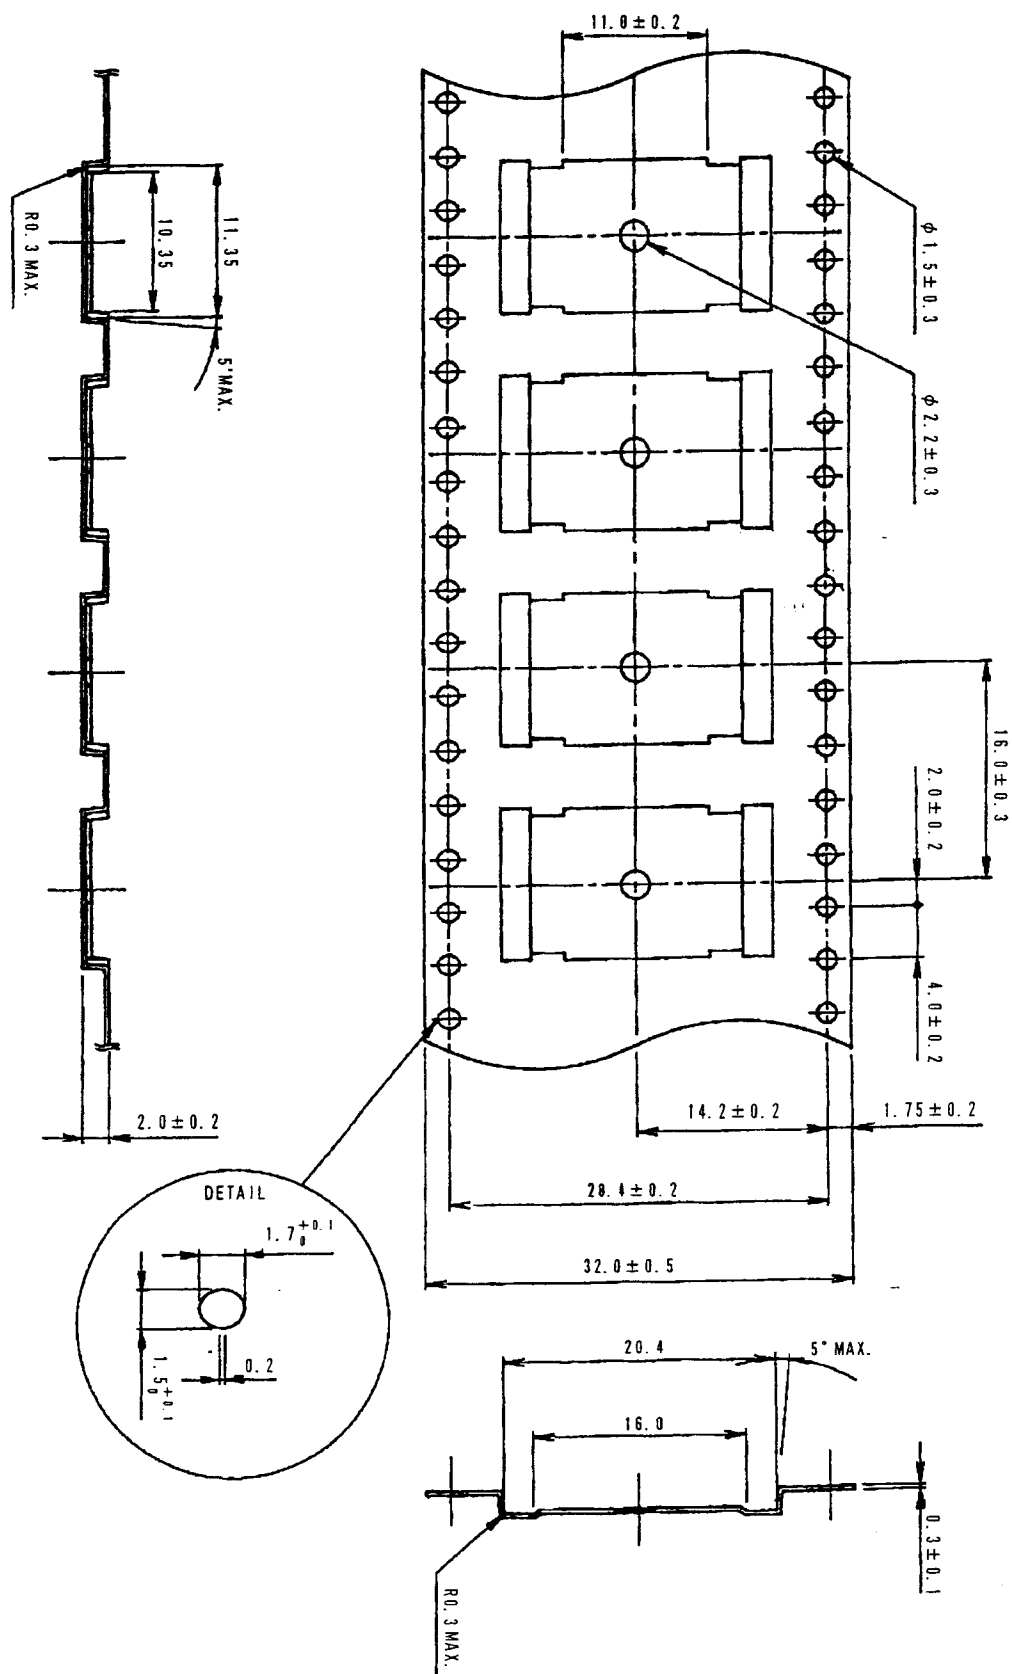 11.0±0.2
φ1.5±0.3
φ2.2±0.3
R0.3 MAX.
10.35
11.35
5°MAX.
16.0±0.3
2.0±0.2
4.0±0.2
2.0±0.2
14.2±0.2
1.75±0.2
28.4±0.2
32.0±0.5
DETAIL
1.7 +0.1 0
1.5 +0.1 0
0.2
20.4
5° MAX.
16.0
0.3±0.1
R0.3 MAX.